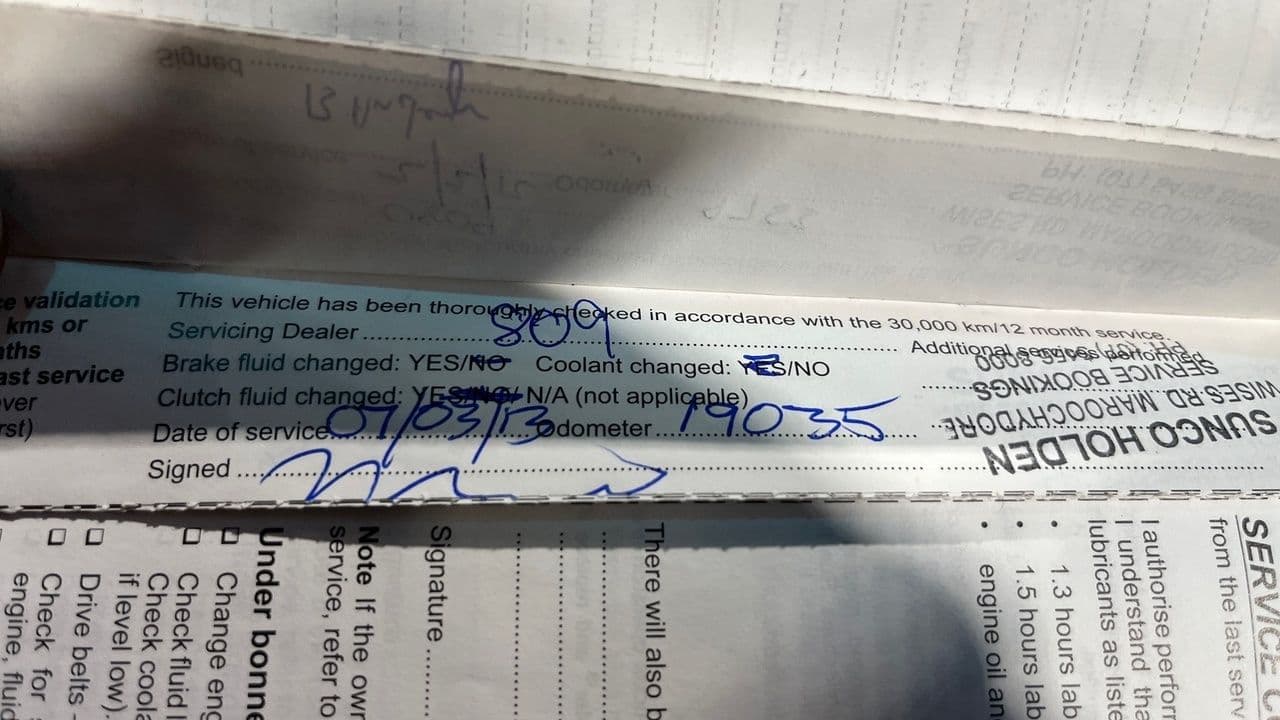 Signed
SERVICE BOOKINGS
e validation
kms or
ths
ast service
ver
rst)
This vehicle has been thoroughly checked in accordance with the 30,000 km/12 month service.
Servicing Dealer 809
Additional services performed
Brake fluid changed: YES/NO Coolant changed: YES/NO
Clutch fluid changed: YES/NO/ N/A (not applicable)
Date of service 07/03/13 Odometer 19035
Signed
SUNCO HOLDEN
WISES RD. MAROOCHYDORE
SERVICE BOOKINGS
SERVICE
from the last serv
I authorise perfor
I understand tha
lubricants as liste
• 1.3 hours lab
• 1.5 hours lab
• engine oil an
There will also b
Signature
Note If the own
service, refer to
Under bonne
☐ Change eng
☐ Check fluid l
Check coola
if level low).
☐ Drive belts -
☐ Check for
engine, fluid